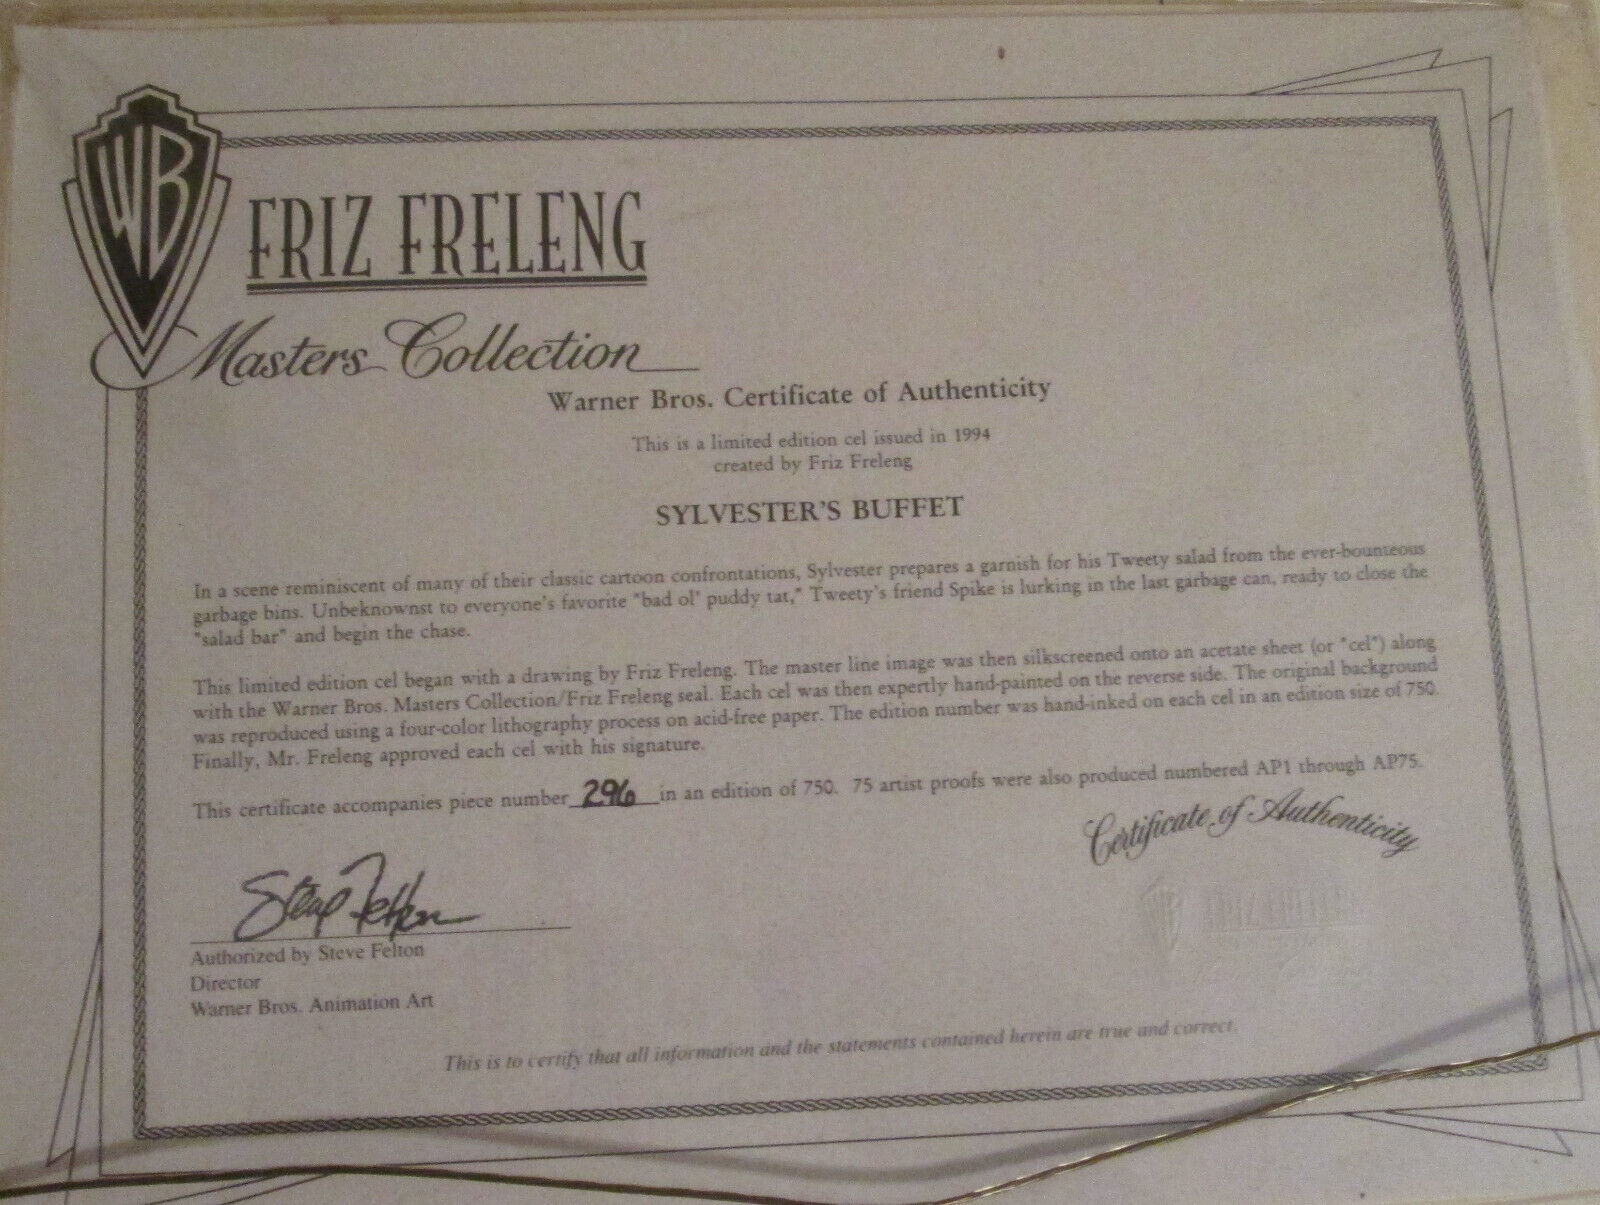 WB
FRIZ FRELENG
Masters Collection
Warner Bros. Certificate of Authenticity
This is a limited edition cel issued in 1994
created by Friz Freleng
SYLVESTER'S BUFFET
In a scene reminiscent of many of their classic cartoon confrontations, Sylvester prepares a garnish for his Tweety salad from the ever-bounteous
garbage bins. Unbeknownst to everyone's favorite "bad ol' puddy tat," Tweety's friend Spike is lurking in the last garbage can, ready to close the
"salad bar" and begin the chase.
This limited edition cel began with a drawing by Friz Freleng. The master line image was then silkscreened onto an acetate sheet (or "cel") along
with the Warner Bros. Masters Collection/Friz Freleng seal. Each cel was then expertly hand-painted on the reverse side. The original background
was reproduced using a four-color lithography process on acid-free paper. The edition number was hand-inked on each cel in an edition size of 750.
Finally, Mr. Freleng approved each cel with his signature.
This certificate accompanies piece number 296 in an edition of 750. 75 artist proofs were also produced numbered AP1 through AP75.
Certificate of Authenticity
WB FRIZ FRELENG
Steve Felton
Authorized by Steve Felton
Director
Warner Bros. Animation Art
This is to certify that all information and the statements contained herein are true and correct.